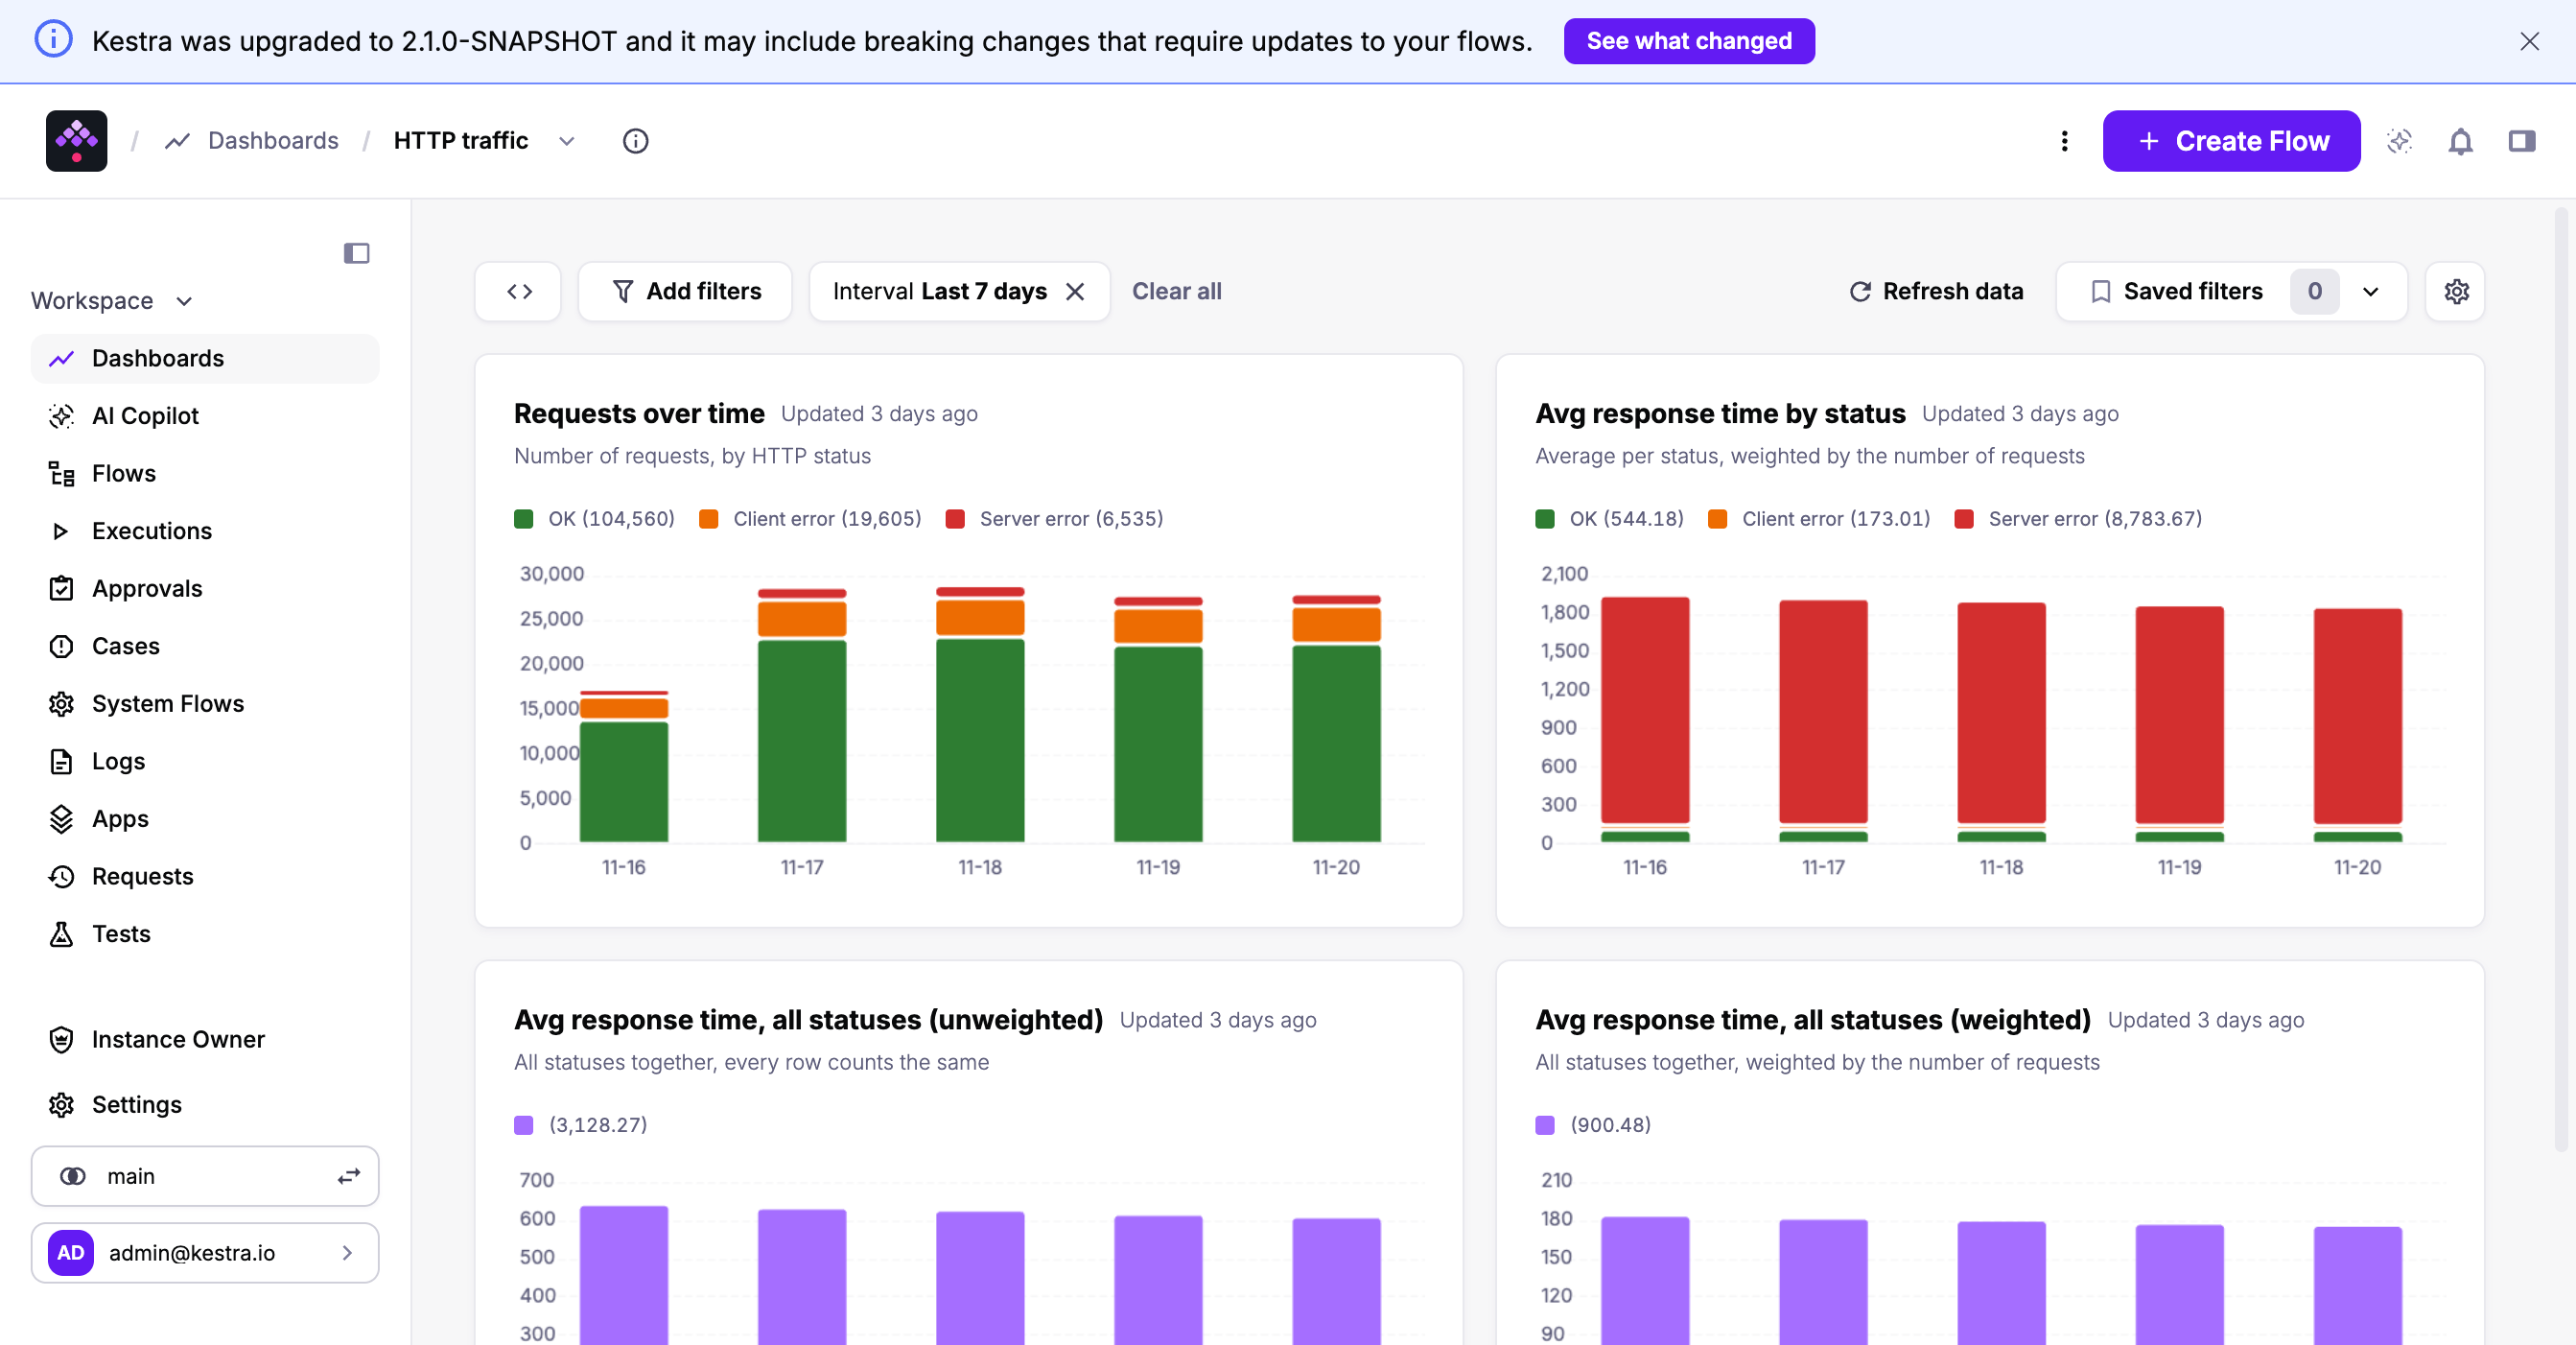 Kestra was upgraded to 2.1.0-SNAPSHOT and it may include breaking changes that require updates to your flows. See what changed
/ Dashboards / HTTP traffic
+ Create Flow
Workspace
Dashboards
AI Copilot
Flows
Executions
Approvals
Cases
System Flows
Logs
Apps
Requests
Tests
Instance Owner
Settings
main
AD admin@kestra.io
Add filters Interval Last 7 days Clear all Refresh data Saved filters 0
Requests over time Updated 3 days ago
Number of requests, by HTTP status
OK (104,560) Client error (19,605) Server error (6,535)
30,000
25,000
20,000
15,000
10,000
5,000
0
11-16 11-17 11-18 11-19 11-20
Avg response time by status Updated 3 days ago
Average per status, weighted by the number of requests
OK (544.18) Client error (173.01) Server error (8,783.67)
2,100
1,800
1,500
1,200
900
600
300
0
11-16 11-17 11-18 11-19 11-20
Avg response time, all statuses (unweighted) Updated 3 days ago
All statuses together, every row counts the same
(3,128.27)
700
600
500
400
300
Avg response time, all statuses (weighted) Updated 3 days ago
All statuses together, weighted by the number of requests
(900.48)
210
180
150
120
90